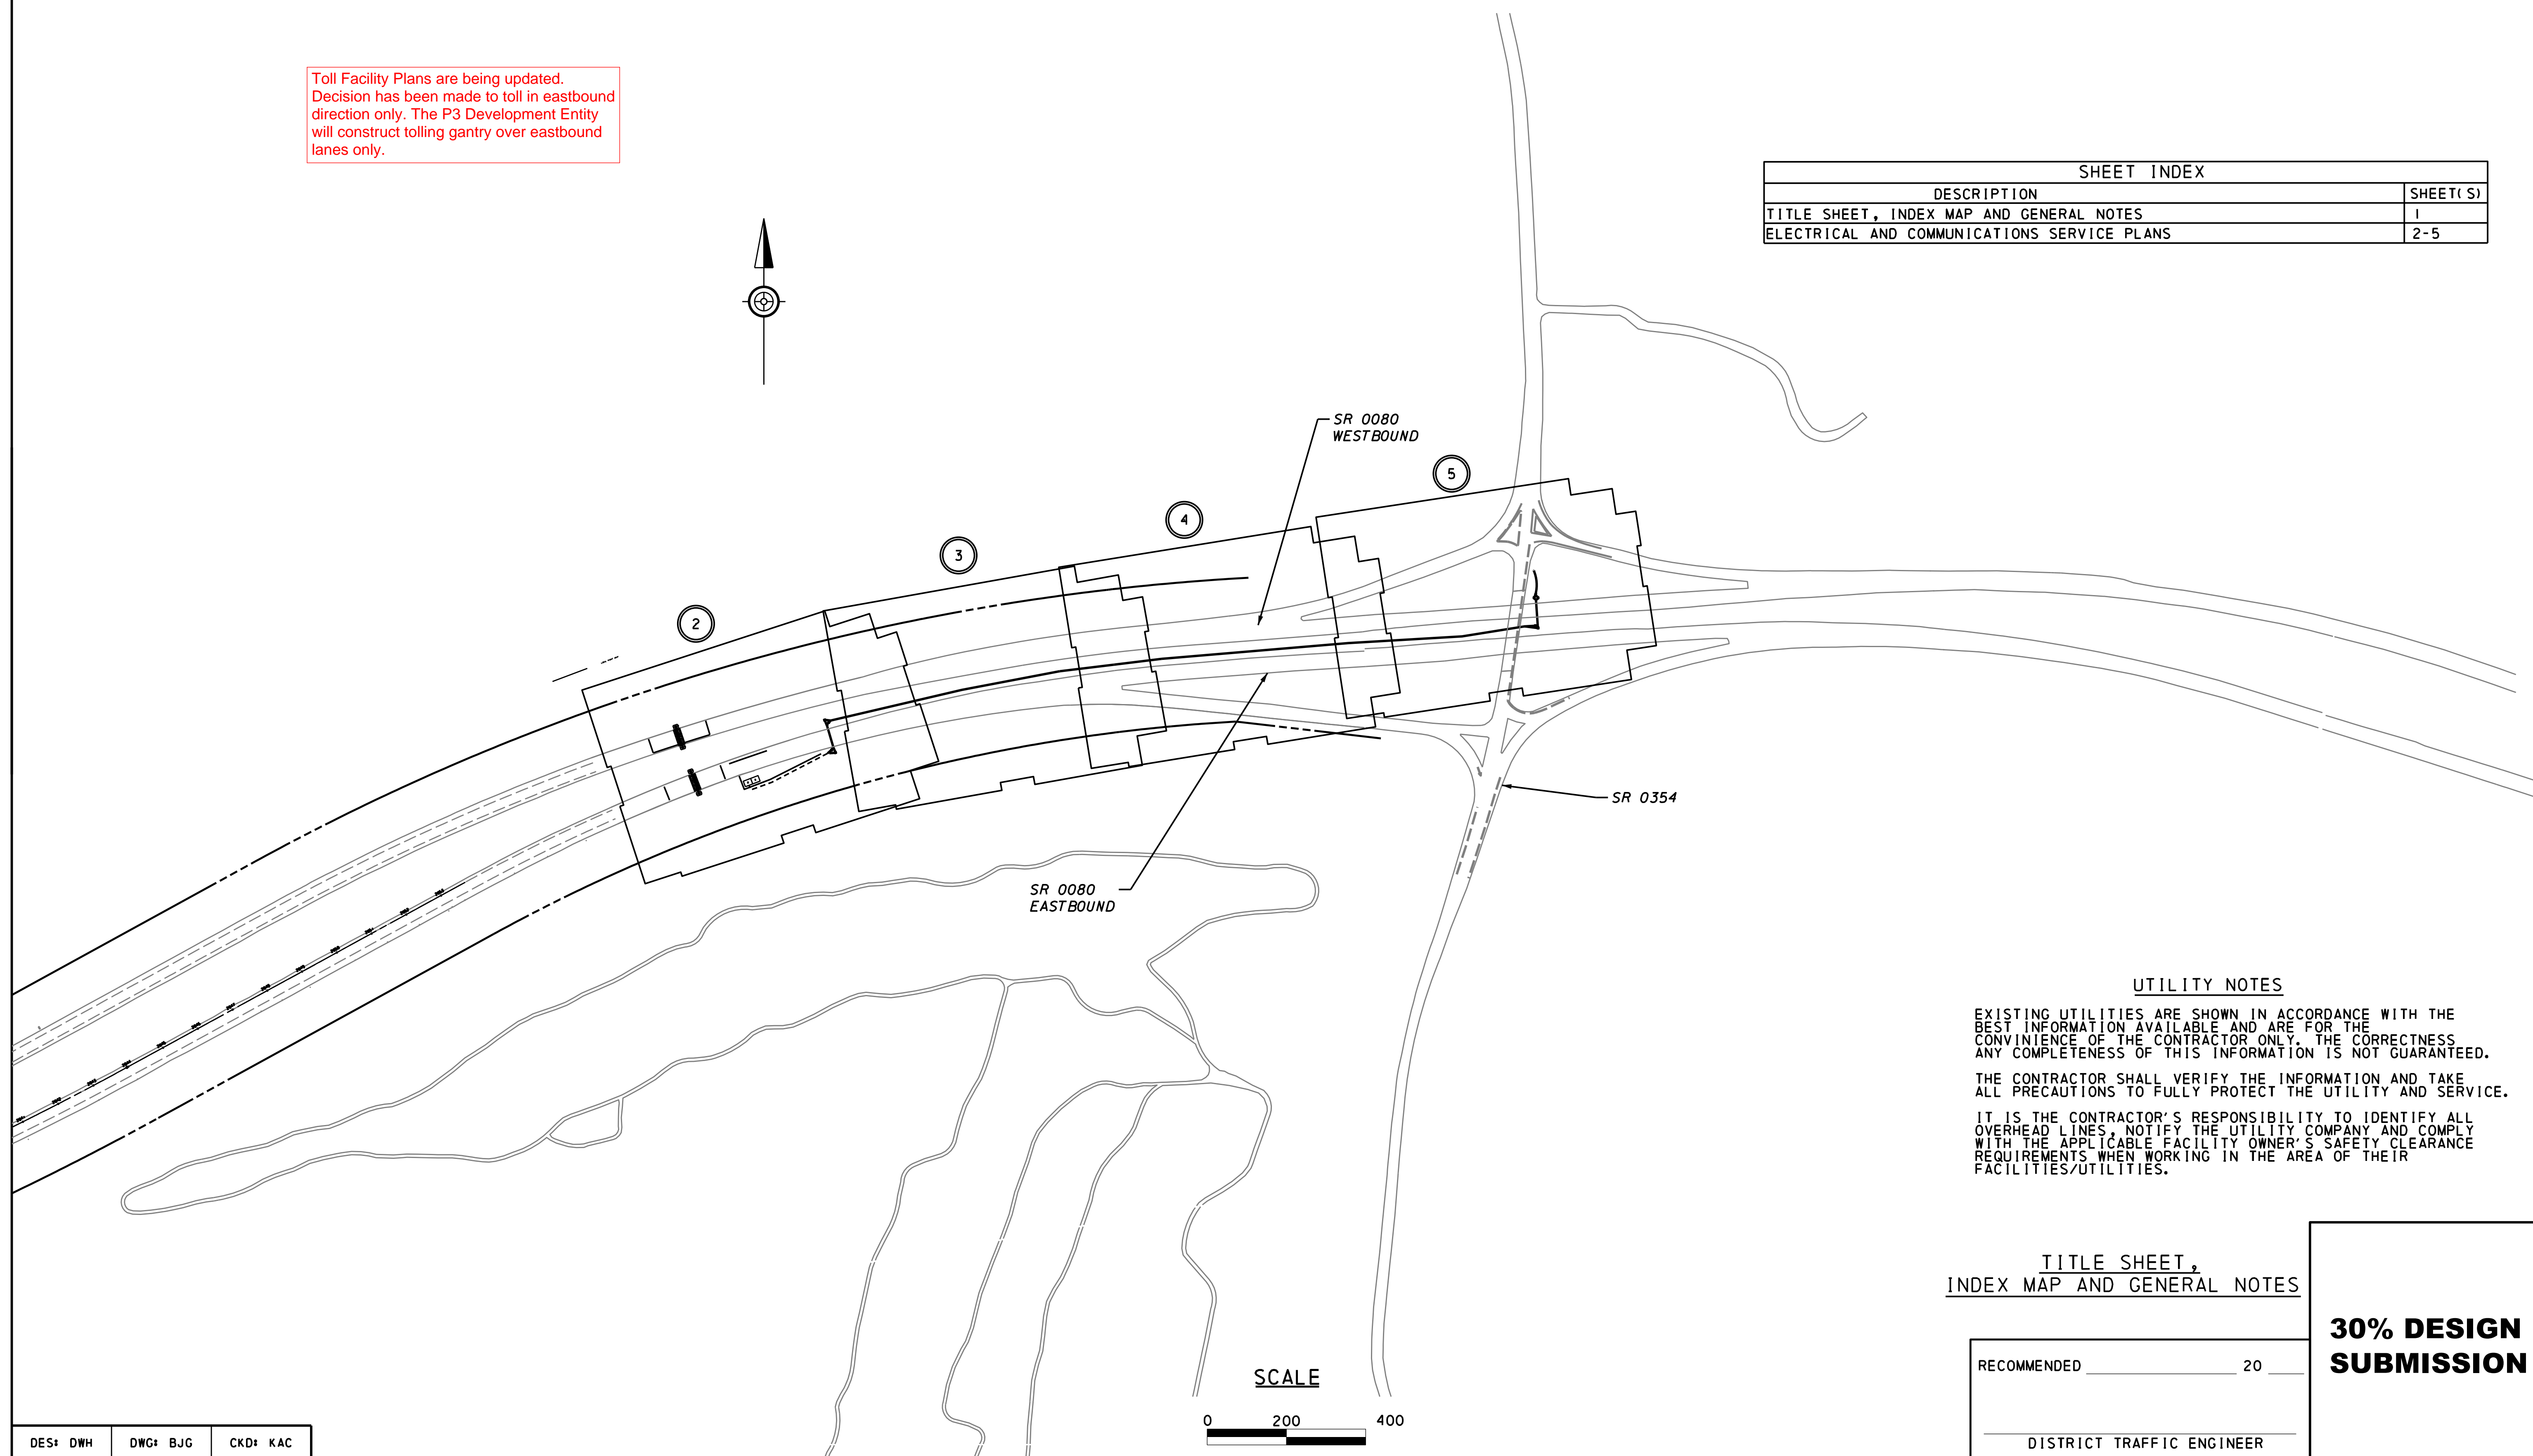 Toll Facility Plans are being updated.
Decision has been made to toll in eastbound
direction only. The P3 Development Entity
will construct tolling gantry over eastbound
lanes only.
SHEET INDEX
DESCRIPTION SHEET(S)
TITLE SHEET, INDEX MAP AND GENERAL NOTES 1
ELECTRICAL AND COMMUNICATIONS SERVICE PLANS 2-5
SR 0080
WESTBOUND
5
4
3
2
SR 0354
SR 0080
EASTBOUND
UTILITY NOTES
EXISTING UTILITIES ARE SHOWN IN ACCORDANCE WITH THE
BEST INFORMATION AVAILABLE AND ARE FOR THE
CONVINIENCE OF THE CONTRACTOR ONLY. THE CORRECTNESS
ANY COMPLETENESS OF THIS INFORMATION IS NOT GUARANTEED.
THE CONTRACTOR SHALL VERIFY THE INFORMATION AND TAKE
ALL PRECAUTIONS TO FULLY PROTECT THE UTILITY AND SERVICE.
IT IS THE CONTRACTOR'S RESPONSIBILITY TO IDENTIFY ALL
OVERHEAD LINES, NOTIFY THE UTILITY COMPANY AND COMPLY
WITH THE APPLICABLE FACILITY OWNER'S SAFETY CLEARANCE
REQUIREMENTS WHEN WORKING IN THE AREA OF THEIR
FACILITIES/UTILITIES.
TITLE SHEET,
INDEX MAP AND GENERAL NOTES
30% DESIGN
SUBMISSION
RECOMMENDED 20
DISTRICT TRAFFIC ENGINEER
SCALE
0 200 400
DES: DWH DWG: BJG CKD: KAC